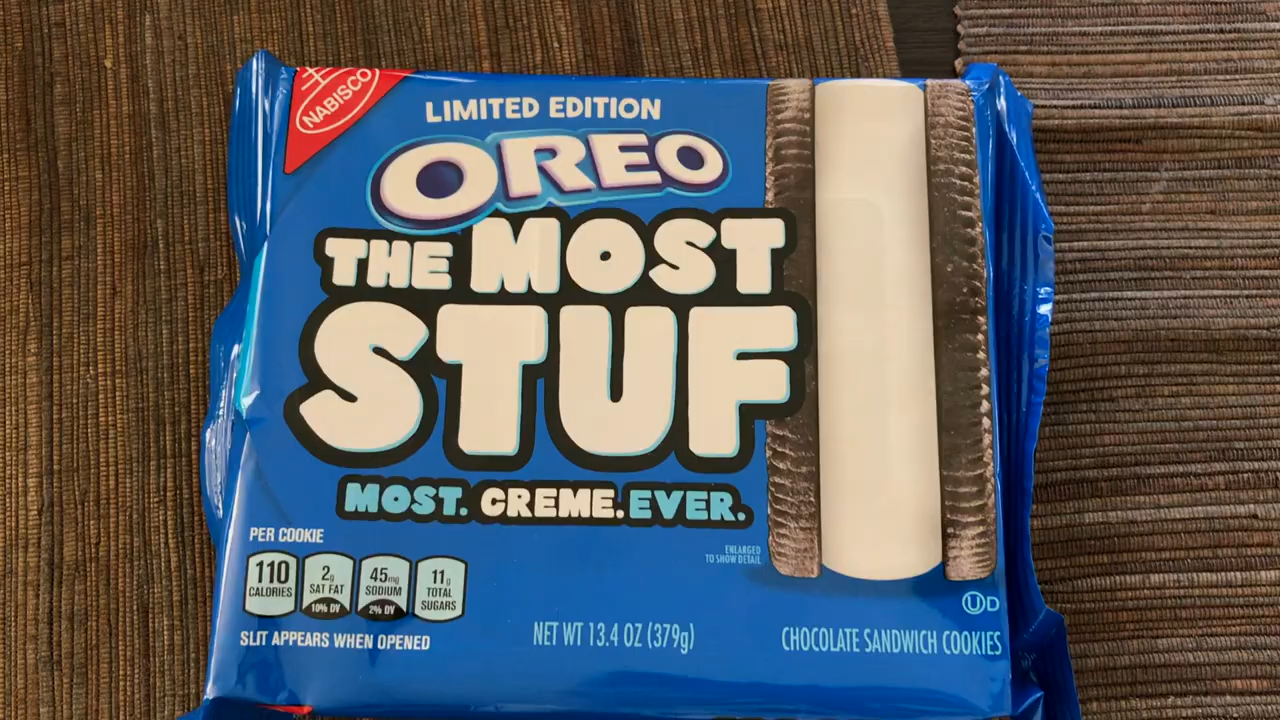 NABISCO
LIMITED EDITION
OREO
THE MOST
STUF
MOST. CREME. EVER.
PER COOKIE
110
CALORIES
2g
SAT FAT
10% DV
45mg
SODIUM
2% DV
11g
TOTAL
SUGARS
SLIT APPEARS WHEN OPENED
ENLARGED
TO SHOW DETAIL
NET WT 13.4 OZ (379g)
U D
CHOCOLATE SANDWICH COOKIES